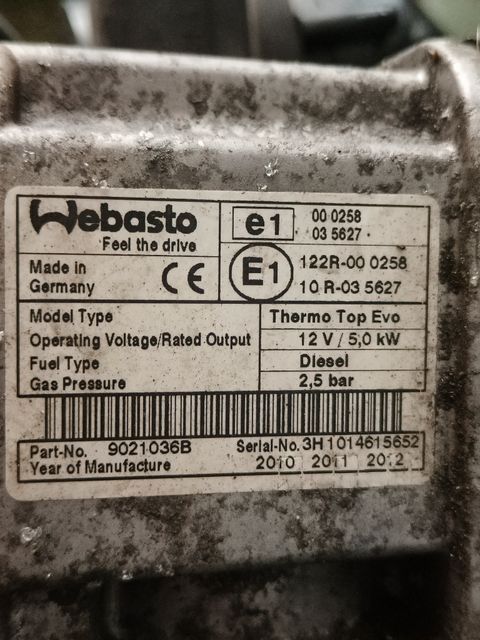 Webasto
Feel the drive
e1 00 0258
03 5627
Made in
Germany
CE
E1 122R-00 0258
10 R-03 5627
Model Type Thermo Top Evo
Operating Voltage/Rated Output 12 V / 5,0 kW
Fuel Type Diesel
Gas Pressure 2,5 bar
Part-No. 9021036B Serial-No. 3H1014615652
Year of Manufacture 2010 2011 2012